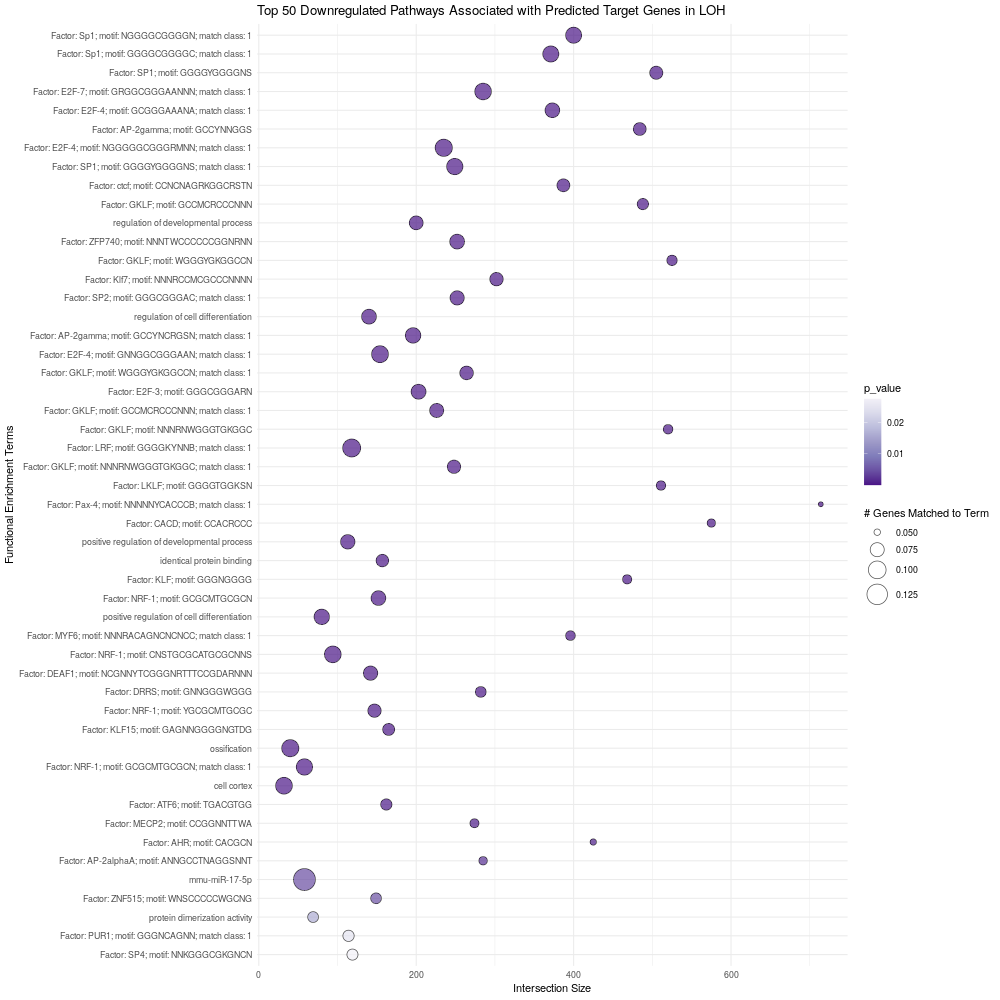 Top 50 Downregulated Pathways Associated with Predicted Target Genes in LOH
Functional Enrichment Terms
Factor: Sp1; motif: NGGGGCGGGGN; match class: 1
Factor: Sp1; motif: GGGGCGGGGC; match class: 1
Factor: SP1; motif: GGGGYGGGGNS
Factor: E2F-7; motif: GRGGCGGGAANNN; match class: 1
Factor: E2F-4; motif: GCGGGAAANA; match class: 1
Factor: AP-2gamma; motif: GCCYNNGGS
Factor: E2F-4; motif: NGGGGGCGGGRMNN; match class: 1
Factor: SP1; motif: GGGGYGGGGNS; match class: 1
Factor: ctcf; motif: CCNCNAGRKGGCRSTN
Factor: GKLF; motif: GCCMCRCCCNNN
regulation of developmental process
Factor: ZFP740; motif: NNNTWCCCCCCGGNRNN
Factor: GKLF; motif: WGGGYGKGGCCN
Factor: Klf7; motif: NNNRCCMCGCCCNNNN
Factor: SP2; motif: GGGCGGGAC; match class: 1
regulation of cell differentiation
Factor: AP-2gamma; motif: GCCYNCRGSN; match class: 1
Factor: E2F-4; motif: GNNGGCGGGAAN; match class: 1
Factor: GKLF; motif: WGGGYGKGGCCN; match class: 1
Factor: E2F-3; motif: GGGCGGGARN
Factor: GKLF; motif: GCCMCRCCCNNN; match class: 1
Factor: GKLF; motif: NNNRNWGGGTGKGGC
Factor: LRF; motif: GGGGKYNNB; match class: 1
Factor: GKLF; motif: NNNRNWGGGTGKGGC; match class: 1
Factor: LKLF; motif: GGGGTGGKSN
Factor: Pax-4; motif: NNNNNYCACCCB; match class: 1
Factor: CACD; motif: CCACRCCC
positive regulation of developmental process
identical protein binding
Factor: KLF; motif: GGGNGGGG
Factor: NRF-1; motif: GCGCMTGCGCN
positive regulation of cell differentiation
Factor: MYF6; motif: NNNRACAGNCNCNCC; match class: 1
Factor: NRF-1; motif: CNSTGCGCATGCGCNNS
Factor: DEAF1; motif: NCGNNYTCGGGNRTTTCCGDARNNN
Factor: DRRS; motif: GNNGGGWGGG
Factor: NRF-1; motif: YGCGCMTGCGC
Factor: KLF15; motif: GAGNNGGGGNGTDG
ossification
Factor: NRF-1; motif: GCGCMTGCGCN; match class: 1
cell cortex
Factor: ATF6; motif: TGACGTGG
Factor: MECP2; motif: CCGGNNTTWA
Factor: AHR; motif: CACGCN
Factor: AP-2alphaA; motif: ANNGCCTNAGGSNNT
mmu-miR-17-5p
Factor: ZNF515; motif: WNSCCCCCWGCNG
protein dimerization activity
Factor: PUR1; motif: GGGNCAGNN; match class: 1
Factor: SP4; motif: NNKGGGCGKGNCN
0 200 400 600
Intersection Size
p_value
0.02
0.01
# Genes Matched to Term
0.050
0.075
0.100
0.125